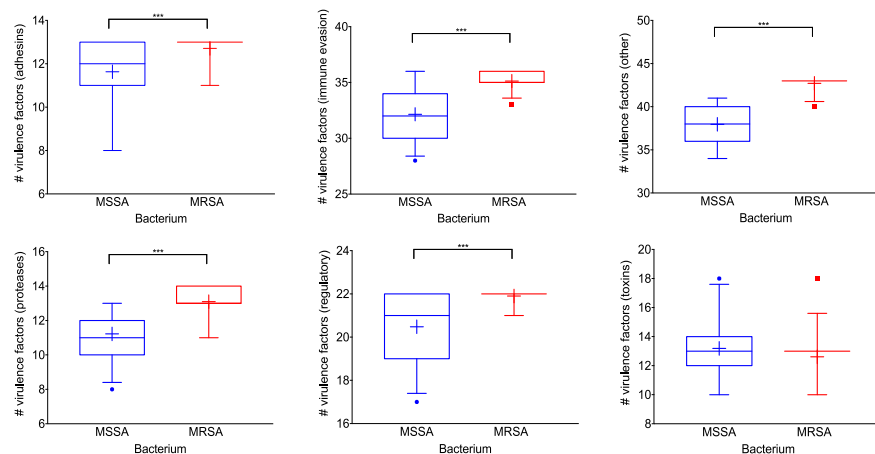 # virulence factors (adhesins)
14
12
10
8
6
***
MSSA
MRSA
Bacterium
# virulence factors (immune evasion)
40
35
30
25
***
MSSA
MRSA
Bacterium
# virulence factors (other)
50
45
40
35
30
***
MSSA
MRSA
Bacterium
# virulence factors (proteases)
16
14
12
10
8
6
***
MSSA
MRSA
Bacterium
# virulence factors (regulatory)
24
22
20
18
16
***
MSSA
MRSA
Bacterium
# virulence factors (toxins)
20
18
16
14
12
10
8
MSSA
MRSA
Bacterium